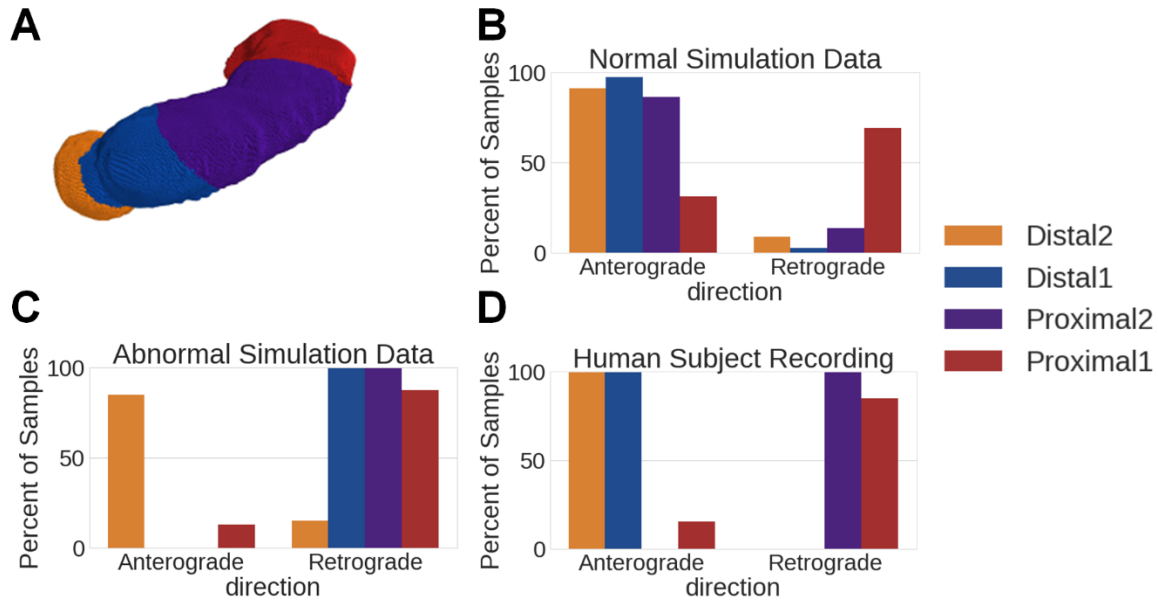 A
B
Normal Simulation Data
Percent of Samples
100
50
0
Anterograde
Retrograde
direction
Distal2
Distal1
Proximal2
Proximal1
C
Abnormal Simulation Data
Percent of Samples
100
50
0
Anterograde
Retrograde
direction
D
Human Subject Recording
Percent of Samples
100
50
0
Anterograde
Retrograde
direction